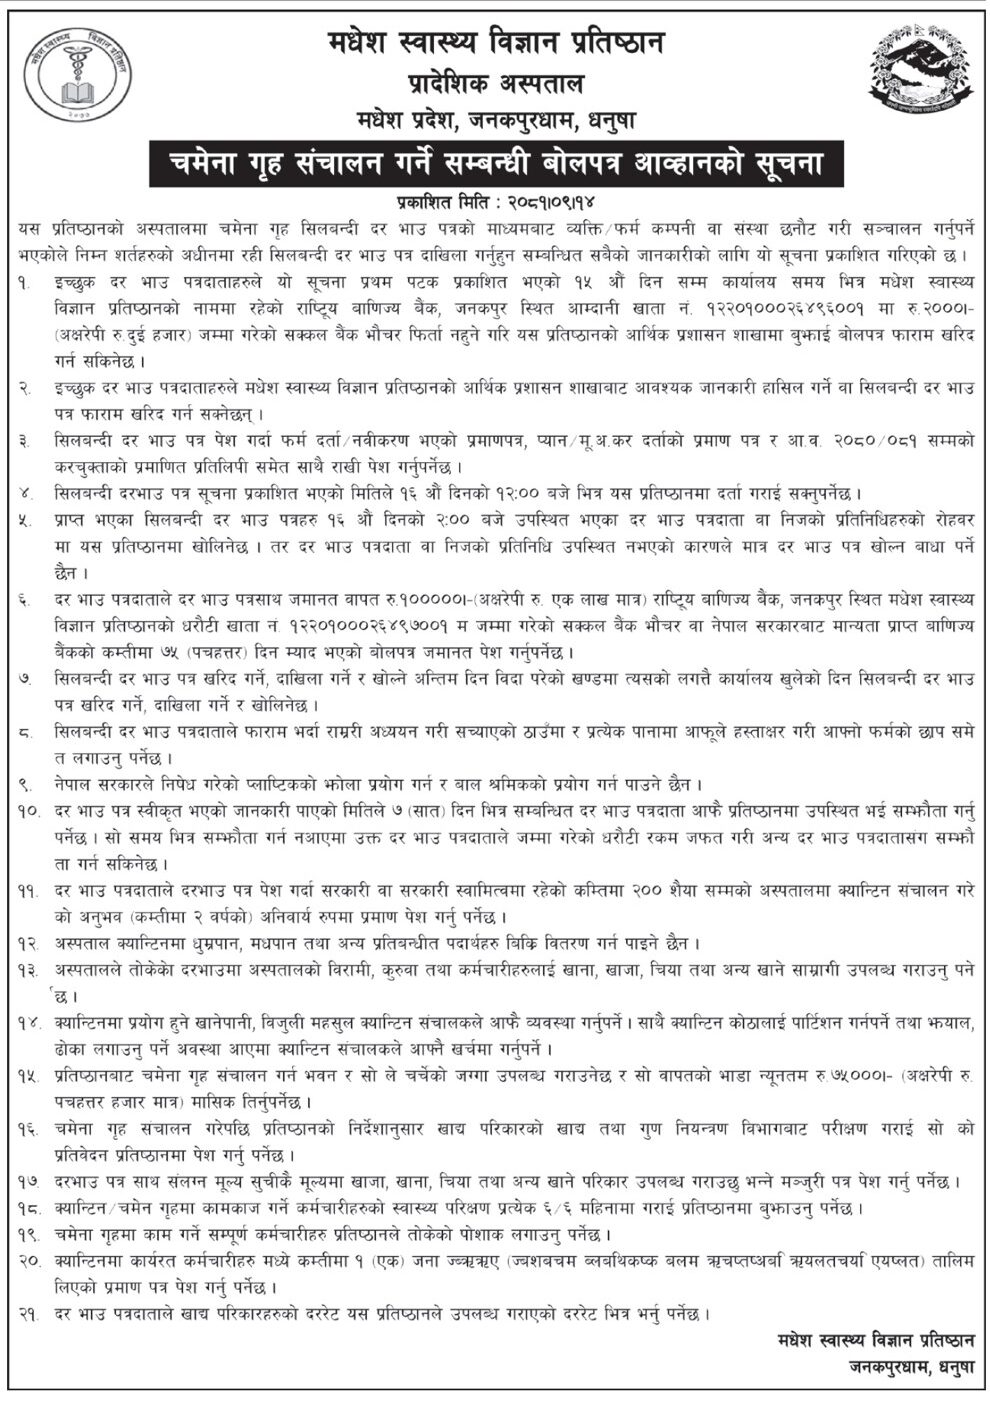 मधेश स्वास्थ्य विज्ञान प्रतिष्ठान
२०७७
मधेश स्वास्थ्य विज्ञान प्रतिष्ठान
प्रादेशिक अस्पताल
मधेश प्रदेश, जनकपुरधाम, धनुषा
चमेना गृह संचालन गर्ने सम्बन्धी बोलपत्र आव्हानको सूचना
प्रकाशित मिति : २०८१।०९।१४
यस प्रतिष्ठानको अस्पतालमा चमेना गृह सिलबन्दी दर भाउ पत्रको माध्यमबाट व्यक्ति/फर्म कम्पनी वा संस्था छनौट गरी सञ्चालन गर्नुपर्ने
भएकोले निम्न शर्तहरुको अधीनमा रही सिलबन्दी दर भाउ पत्र दाखिला गर्नुहुन सम्बन्धित सबैको जानकारीको लागि यो सूचना प्रकाशित गरिएको छ ।
१. इच्छुक दर भाउ पत्रदाताहरुले यो सूचना प्रथम पटक प्रकाशित भएको १५ औं दिन सम्म कार्यालय समय भित्र मधेश स्वास्थ्य
विज्ञान प्रतिष्ठानको नाममा रहेको राष्ट्रिय वाणिज्य बैंक, जनकपुर स्थित आम्दानी खाता नं. १२२०१०००२६४९६००१ मा रु.२०००।-
(अक्षरेपी रु.दुई हजार) जम्मा गरेको सक्कल बैंक भौचर फिर्ता नहुने गरि यस प्रतिष्ठानको आर्थिक प्रशासन शाखामा बुझाई बोलपत्र फाराम खरिद
गर्न सकिनेछ ।
२. इच्छुक दर भाउ पत्रदाताहरुले मधेश स्वास्थ्य विज्ञान प्रतिष्ठानको आर्थिक प्रशासन शाखाबाट आवश्यक जानकारी हासिल गर्ने वा सिलबन्दी दर भाउ
पत्र फाराम खरिद गर्न सक्नेछन् ।
३. सिलबन्दी दर भाउ पत्र पेश गर्दा फर्म दर्ता/नवीकरण भएको प्रमाणपत्र, प्यान/मू.अ.कर दर्ताको प्रमाण पत्र र आ.व. २०८०/०८१ सम्मको
करचुक्ताको प्रमाणित प्रतिलिपी समेत साथै राखी पेश गर्नुपर्नेछ ।
४. सिलबन्दी दरभाउ पत्र सूचना प्रकाशित भएको मितिले १६ औं दिनको १२:०० बजे भित्र यस प्रतिष्ठानमा दर्ता गराई सक्नुपर्नेछ ।
५. प्राप्त भएका सिलबन्दी दर भाउ पत्रहरु १६ औं दिनको २:०० बजे उपस्थित भएका दर भाउ पत्रदाता वा निजको प्रतिनिधिहरुको रोहवर
मा यस प्रतिष्ठानमा खोलिनेछ । तर दर भाउ पत्रदाता वा निजको प्रतिनिधि उपस्थित नभएको कारणले मात्र दर भाउ पत्र खोल्न बाधा पर्ने
छैन ।
६. दर भाउ पत्रदाताले दर भाउ पत्रसाथ जमानत वापत रु.१०००००।-(अक्षरेपी रु. एक लाख मात्र) राष्ट्रिय वाणिज्य बैंक, जनकपुर स्थित मधेश स्वास्थ्य
विज्ञान प्रतिष्ठानको धरौटी खाता नं. १२२०१०००२६४९७००१ म जम्मा गरेको सक्कल बैंक भौचर वा नेपाल सरकारबाट मान्यता प्राप्त बाणिज्य
बैंकको कम्तीमा ७५ (पचहत्तर) दिन म्याद भएको बोलपत्र जमानत पेश गर्नुपर्नेछ ।
७. सिलबन्दी दर भाउ पत्र खरिद गर्ने, दाखिला गर्ने र खोल्ने अन्तिम दिन विदा परेको खण्डमा त्यसको लगत्तै कार्यालय खुलेको दिन सिलबन्दी दर भाउ
पत्र खरिद गर्ने, दाखिला गर्ने र खोलिनेछ ।
८. सिलबन्दी दर भाउ पत्रदाताले फाराम भर्दा राम्ररी अध्ययन गरी सच्याएको ठाउँमा र प्रत्येक पानामा आफूले हस्ताक्षर गरी आफ्नो फर्मको छाप समे
त लगाउनु पर्नेछ ।
९. नेपाल सरकारले निषेध गरेको प्लाष्टिकको झोला प्रयोग गर्न र बाल श्रमिकको प्रयोग गर्न पाउने छैन ।
१०. दर भाउ पत्र स्वीकृत भएको जानकारी पाएको मितिले ७ (सात) दिन भित्र सम्बन्धित दर भाउ पत्रदाता आफै प्रतिष्ठानमा उपस्थित भई सम्झौता गर्नु
पर्नेछ । सो समय भित्र सम्झौता गर्न नआएमा उक्त दर भाउ पत्रदाताले जम्मा गरेको धरौटी रकम जफत गरी अन्य दर भाउ पत्रदातासंग सम्झौ
ता गर्न सकिनेछ ।
११. दर भाउ पत्रदाताले दरभाउ पत्र पेश गर्दा सरकारी वा सरकारी स्वामित्वमा रहेको कम्तिमा २०० शैया सम्मको अस्पतालमा क्यान्टिन संचालन गरे
को अनुभव (कम्तीमा २ वर्षको) अनिवार्य रुपमा प्रमाण पेश गर्नु पर्नेछ ।
१२. अस्पताल क्यान्टिनमा धुम्रपान, मधपान तथा अन्य प्रतिबन्धीत पदार्थहरु बिक्रि वितरण गर्न पाइने छैन ।
१३. अस्पतालले तोकेको दरभाउमा अस्पतालको विरामी, कुरुवा तथा कर्मचारीहरुलाई खाना, खाजा, चिया तथा अन्य खाने सामग्री उपलब्ध गराउनु पने
र्छ ।
१४. क्यान्टिनमा प्रयोग हुने खानेपानी, विजुली महसुल क्यान्टिन संचालकले आफै व्यवस्था गर्नुपर्ने । साथै क्यान्टिन कोठालाई पार्टिशन गर्नपर्ने तथा झयाल,
ढोका लगाउनु पर्ने अवस्था आएमा क्यान्टिन संचालकले आफ्नै खर्चमा गर्नुपर्नेछ ।
१५. प्रतिष्ठानबाट चमेना गृह संचालन गर्न भवन र सो ले चर्चेको जग्गा उपलब्ध गराउनेछ र सो वापतको भाडा न्यूनतम रु.७५०००।- (अक्षरेपी रु.
पचहत्तर हजार मात्र) मासिक तिर्नुपर्नेछ ।
१६. चमेना गृह संचालन गरेपछि प्रतिष्ठानको निर्देशानुसार खाद्य परिकारको खाद्य तथा गुण नियन्त्रण विभागबाट परीक्षण गराई सो को
प्रतिवेदन प्रतिष्ठानमा पेश गर्नु पर्नेछ ।
१७. दरभाउ पत्र साथ संलग्न मूल्य सुचीकै मूल्यमा खाजा, खाना, चिया तथा अन्य खाने परिकार उपलब्ध गराउछु भन्ने मञ्जुरी पत्र पेश गर्नु पर्नेछ ।
१८. क्यान्टिन/चमेन गृहमा कामकाज गर्ने कर्मचारीहरुको स्वास्थ्य परिक्षण प्रत्येक ६/६ महिनामा गराई प्रतिष्ठानमा बुझाउनु पर्नेछ ।
१९. चमेना गृहमा काम गर्ने सम्पूर्ण कर्मचारीहरु प्रतिष्ठानले तोकेको पोशाक लगाउनु पर्नेछ ।
२०. क्यान्टिनमा कार्यरत कर्मचारीहरु मध्ये कम्तीमा १ (एक) जना तालिम
लिएको प्रमाण पत्र पेश गर्नु पर्नेछ ।
२१. दर भाउ पत्रदाताले खाद्य परिकारहरुको दररेट यस प्रतिष्ठानले उपलब्ध गराएको दररेट भित्र भर्नु पर्नेछ ।
मधेश स्वास्थ्य विज्ञान प्रतिष्ठान
जनकपुरधाम, धनुषा